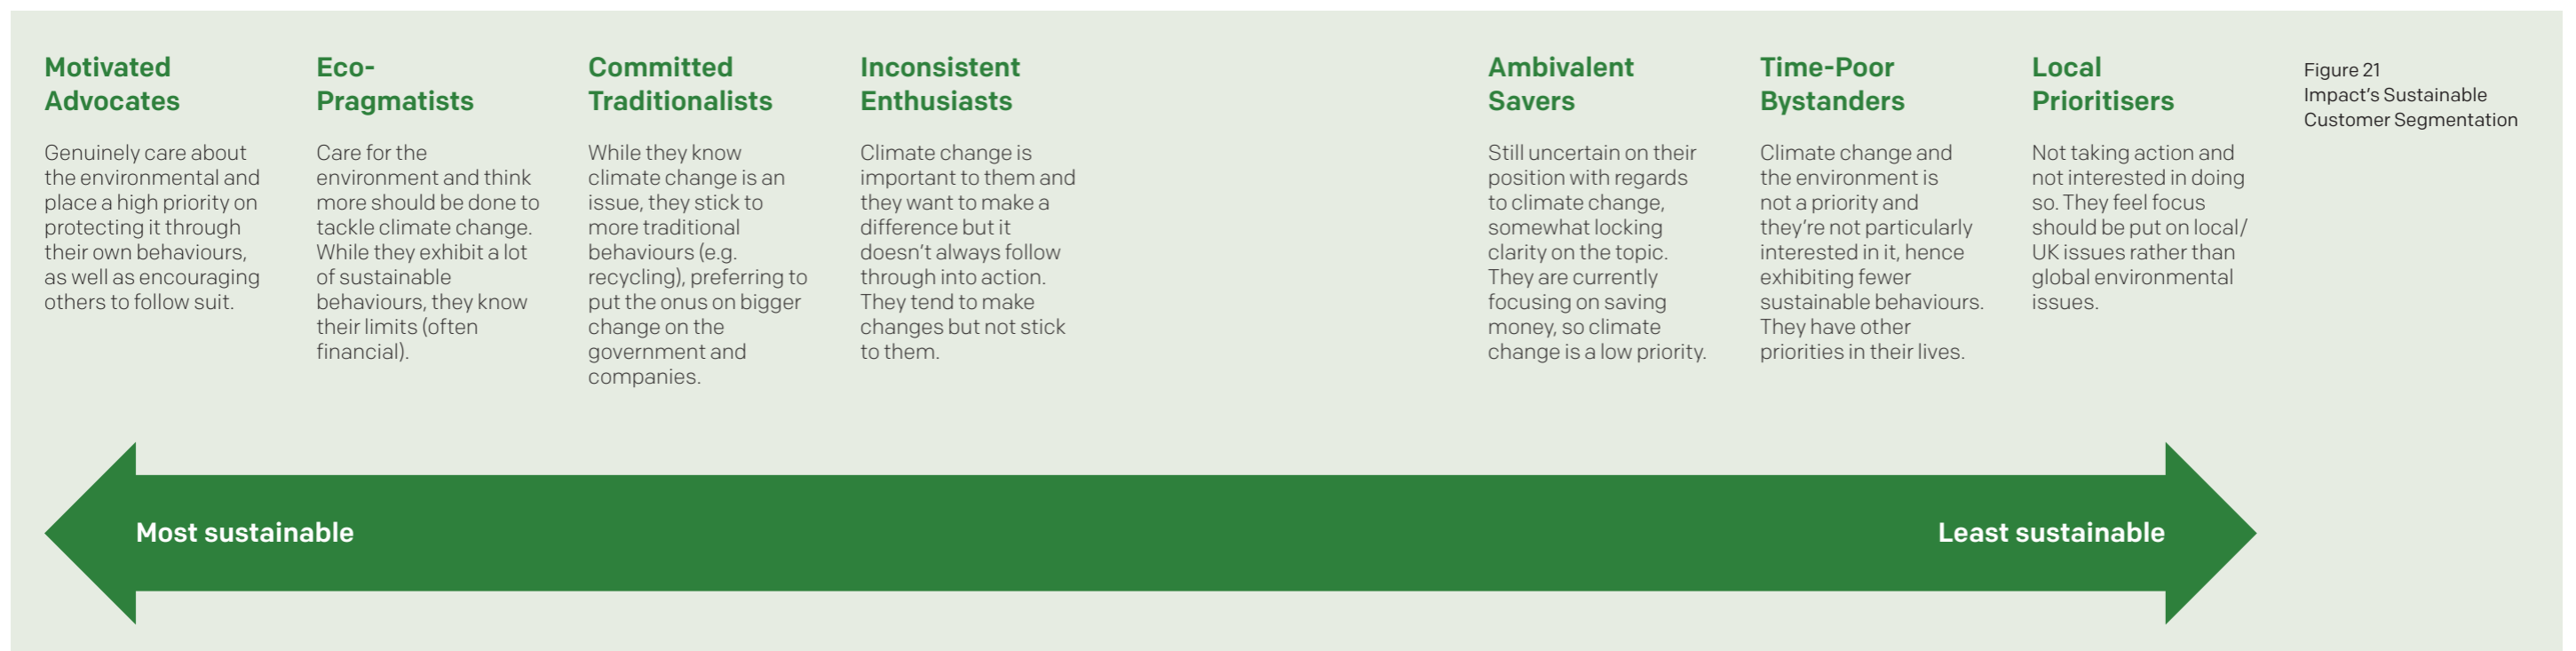 Motivated
Advocates
Genuinely care about
the environmental and
place a high priority on
protecting it through
their own behaviours,
as well as encouraging
others to follow suit.
Eco-
Pragmatists
Care for the
environment and think
more should be done to
tackle climate change.
While they exhibit a lot
of sustainable
behaviours, they know
their limits (often
financial).
Committed
Traditionalists
While they know
climate change is an
issue, they stick to
more traditional
behaviours (e.g.
recycling), preferring to
put the onus on bigger
change on the
government and
companies.
Inconsistent
Enthusiasts
Climate change is
important to them and
they want to make a
difference but it
doesn't always follow
through into action.
They tend to make
changes but not stick
to them.
Ambivalent
Savers
Still uncertain on their
position with regards
to climate change,
somewhat locking
clarity on the topic.
They are currently
focusing on saving
money, so climate
change is a low priority.
Time-Poor
Bystanders
Climate change and
the environment is
not a priority and
they're not particularly
interested in it, hence
exhibiting fewer
sustainable behaviours.
They have other
priorities in their lives.
Local
Prioritisers
Not taking action and
not interested in doing
so. They feel focus
should be put on local/
UK issues rather than
global environmental
issues.
Figure 21
Impact's Sustainable
Customer Segmentation
Most sustainable
Least sustainable